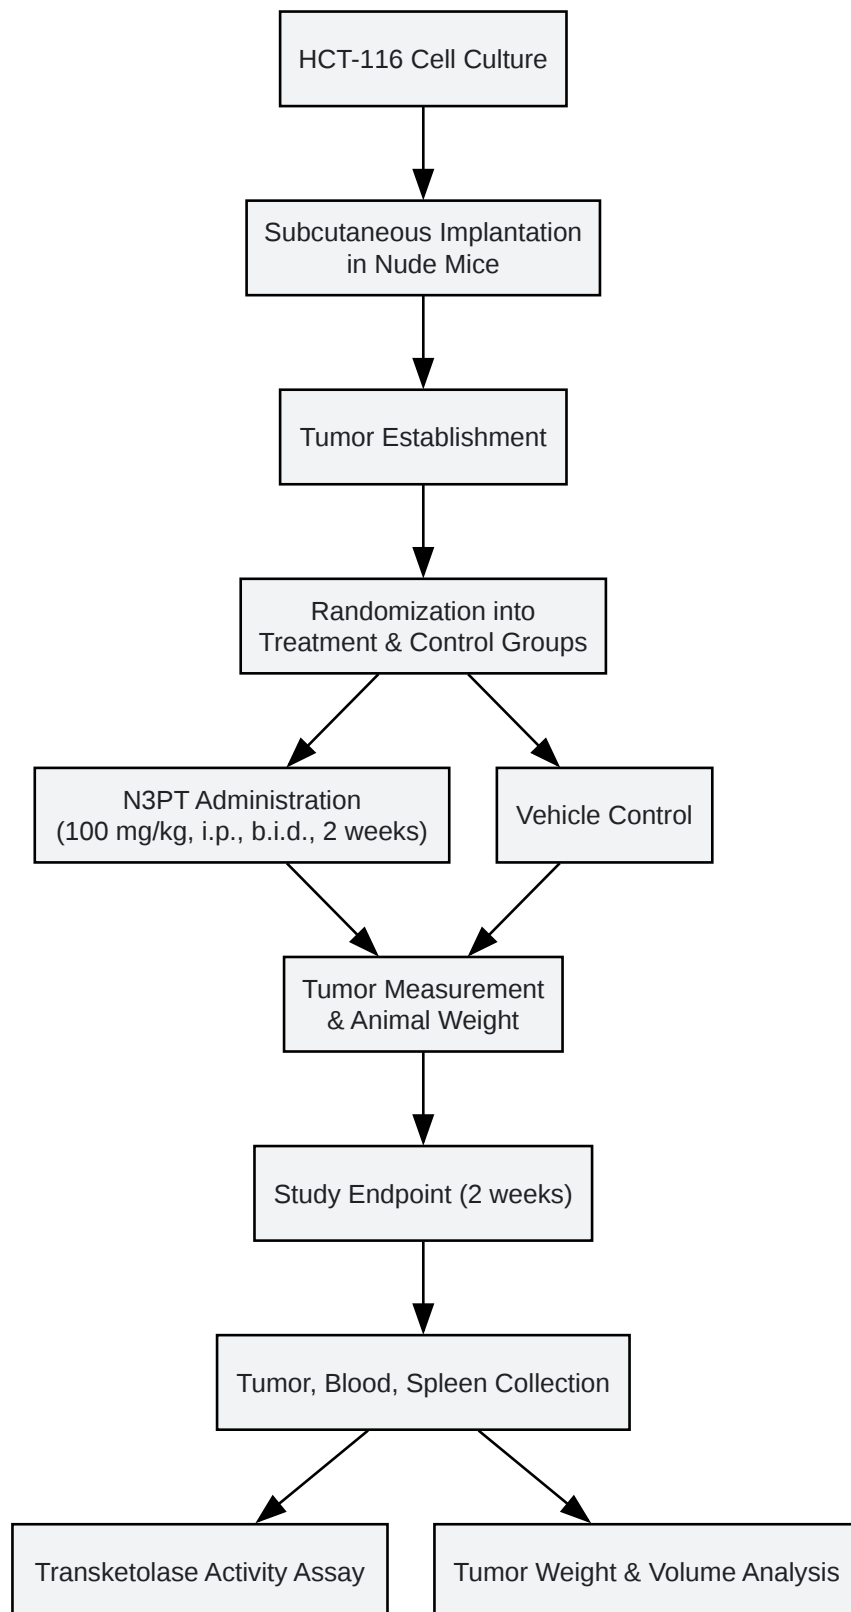 HCT-116 Cell Culture
Subcutaneous Implantation
in Nude Mice
Tumor Establishment
Randomization into
Treatment & Control Groups
N3PT Administration
(100 mg/kg, i.p., b.i.d., 2 weeks)
Vehicle Control
Tumor Measurement
& Animal Weight
Study Endpoint (2 weeks)
Tumor, Blood, Spleen Collection
Transketolase Activity Assay
Tumor Weight & Volume Analysis